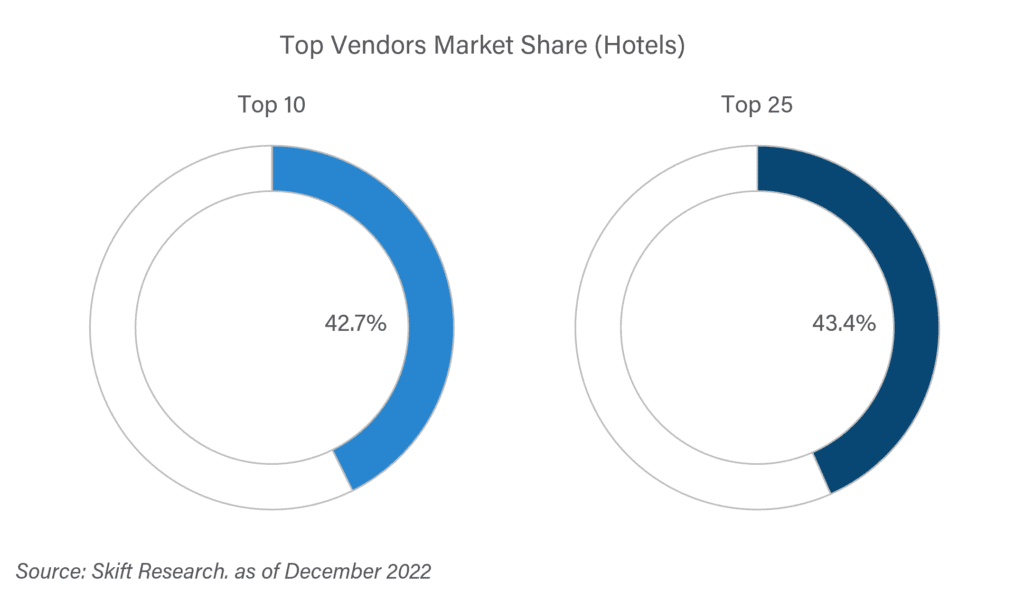 Top Vendors Market Share (Hotels)
Top 10
Top 25
42.7%
43.4%
Source: Skift Research. as of December 2022